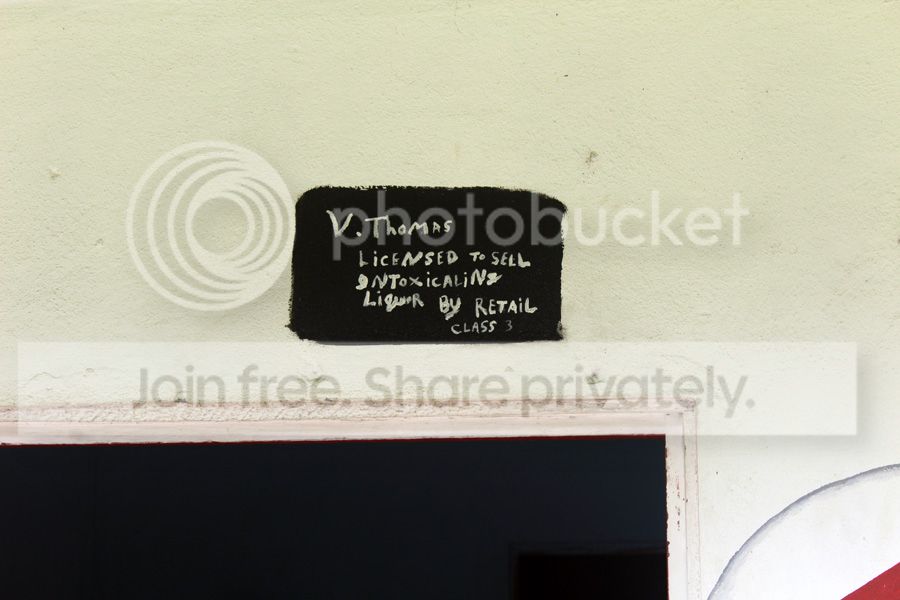 photobucket
V. THOMAS
LICENSED TO SELL
INTOXICALING
LIQUOR BY RETAIL
CLASS 3
Join free. Share privately.